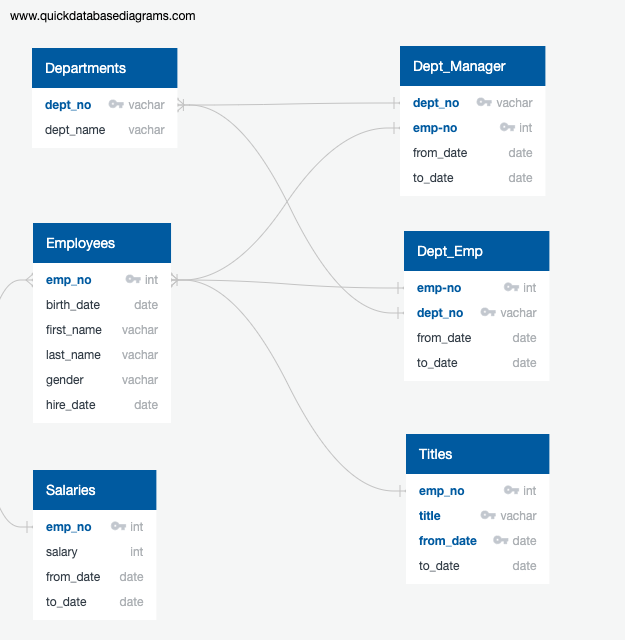 www.quickdatabasediagrams.com
Departments
dept_no vachar
dept_name vachar
Dept_Manager
dept_no vachar
emp-no int
from_date date
to_date date
Employees
emp_no int
birth_date date
first_name vachar
last_name vachar
gender vachar
hire_date date
Dept_Emp
emp-no int
dept_no vachar
from_date date
to_date date
Salaries
emp_no int
salary int
from_date date
to_date date
Titles
emp_no int
title vachar
from_date date
to_date date